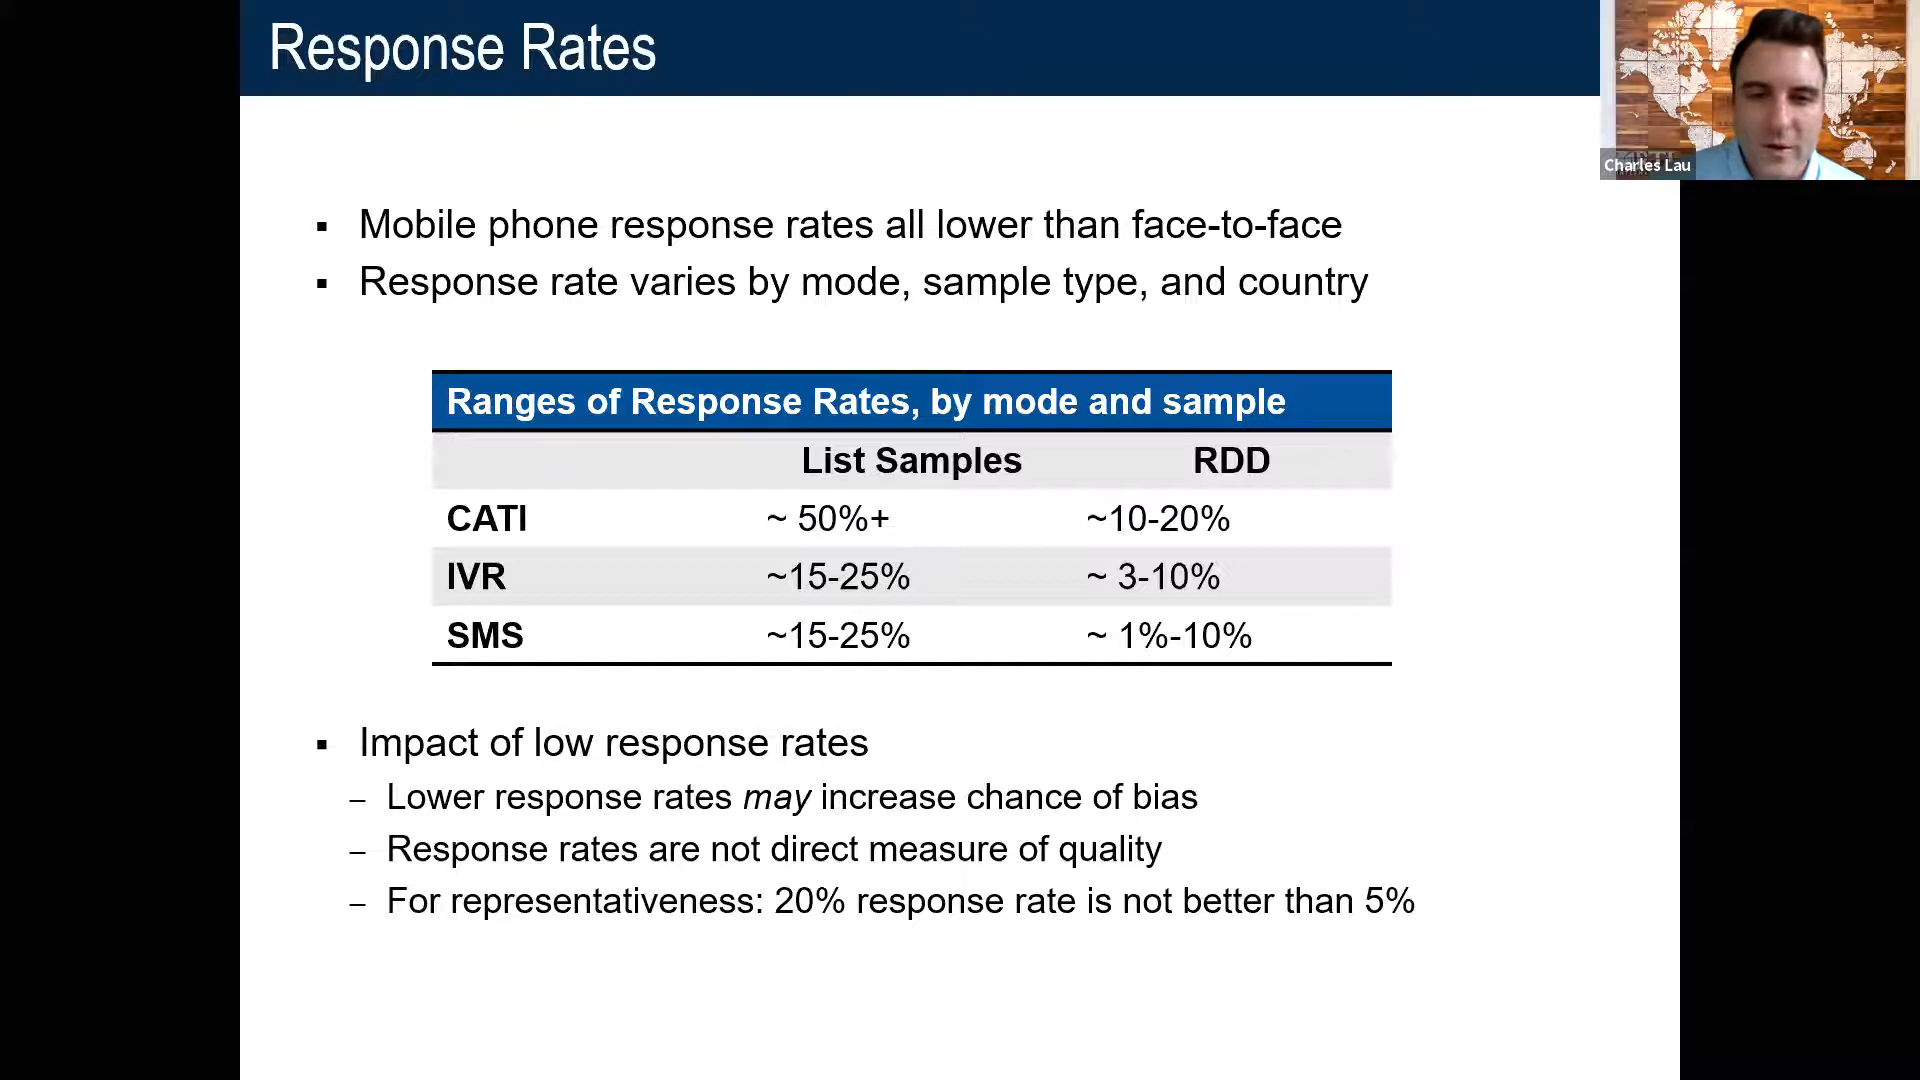 Response Rates
Charles Lau
▪ Mobile phone response rates all lower than face-to-face
▪ Response rate varies by mode, sample type, and country
Ranges of Response Rates, by mode and sample
List Samples RDD
CATI ~ 50%+ ~10-20%
IVR ~15-25% ~ 3-10%
SMS ~15-25% ~ 1%-10%
▪ Impact of low response rates
– Lower response rates may increase chance of bias
– Response rates are not direct measure of quality
– For representativeness: 20% response rate is not better than 5%